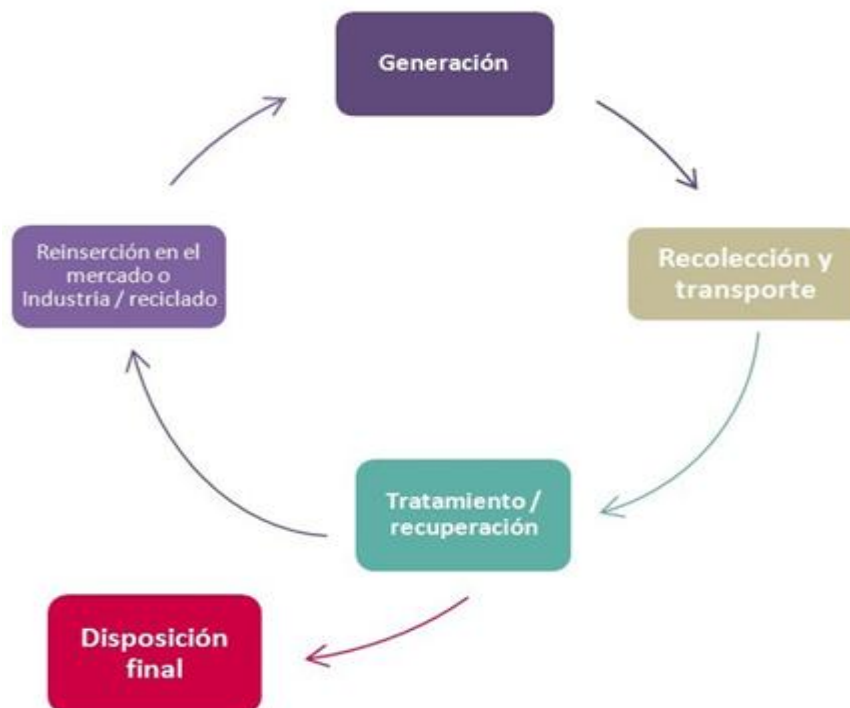 Generación
Recolección y
transporte
Tratamiento /
recuperación
Disposición
final
Reinserción en el
mercado o
Industria / reciclado